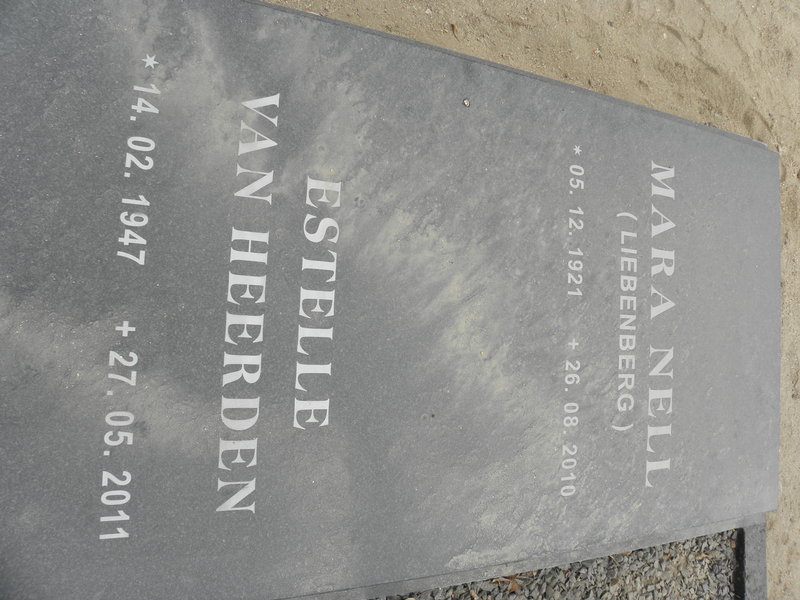 MARA NELL
(LIEBENBERG)
* 05. 12. 1921 + 26. 08. 2010
ESTELLE
VAN HEERDEN
* 14. 02. 1947 + 27. 05. 2011